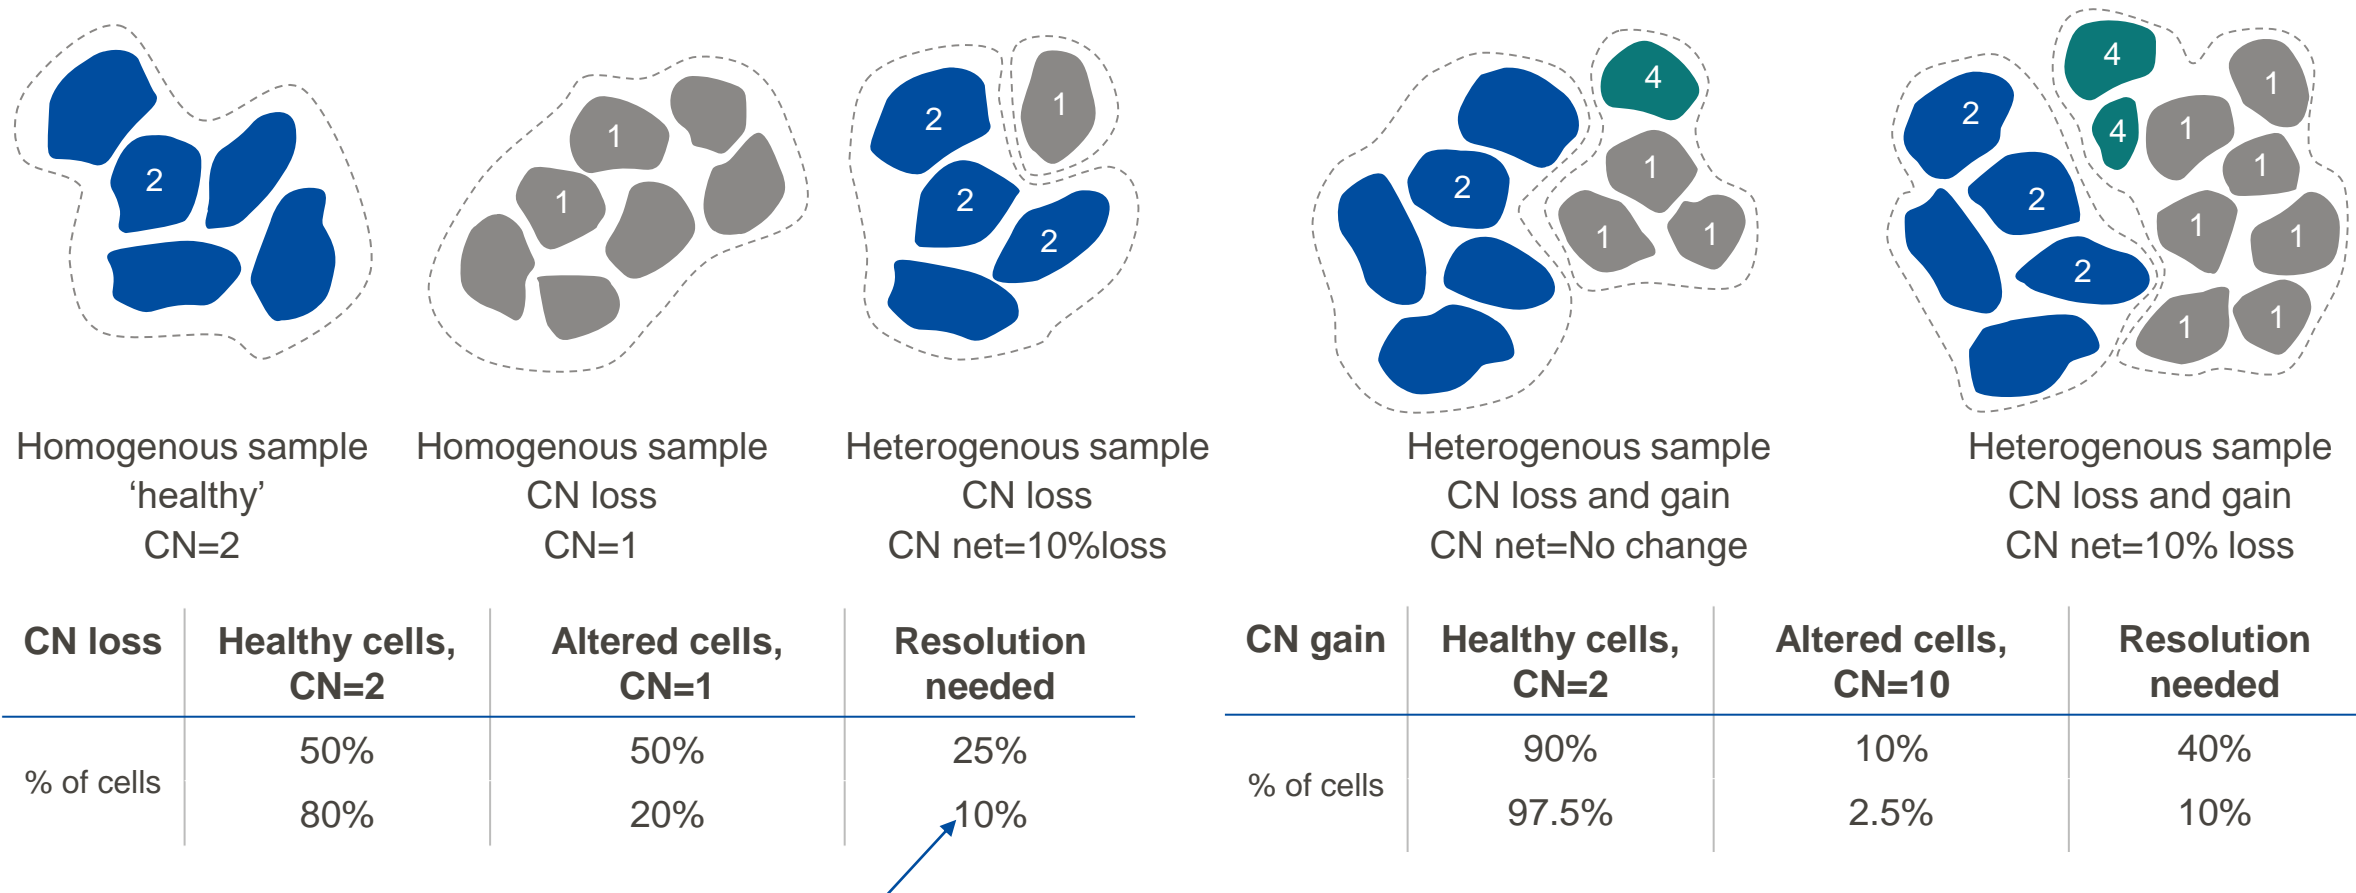 2
1
1
2
1
2
2
2
4
1
1
1
2
2
2
4
4
1
1
1
1
1
1
1
Homogenous sample
‘healthy’
CN=2
Homogenous sample
CN loss
CN=1
Heterogenous sample
CN loss
CN net=10%loss
Heterogenous sample
CN loss and gain
CN net=No change
Heterogenous sample
CN loss and gain
CN net=10% loss
CN loss
Healthy cells,
CN=2
Altered cells,
CN=1
Resolution
needed
% of cells
50%
50%
25%
80%
20%
10%
CN gain
Healthy cells,
CN=2
Altered cells,
CN=10
Resolution
needed
% of cells
90%
10%
40%
97.5%
2.5%
10%